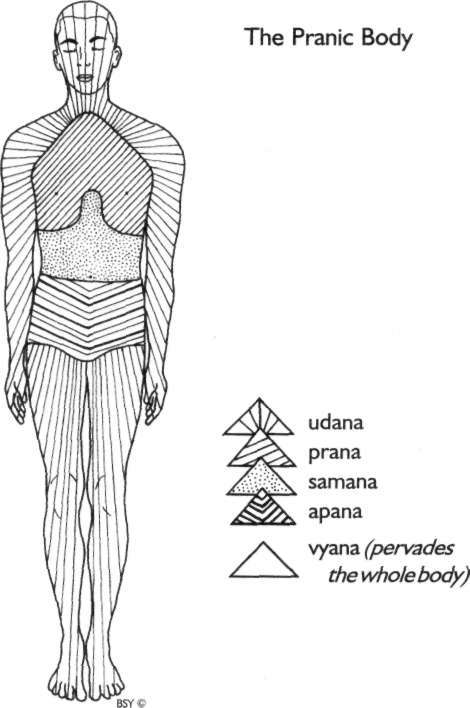 The Pranic Body
udana
prana
samana
apana
vyana (pervades
the whole body)
BSY ©